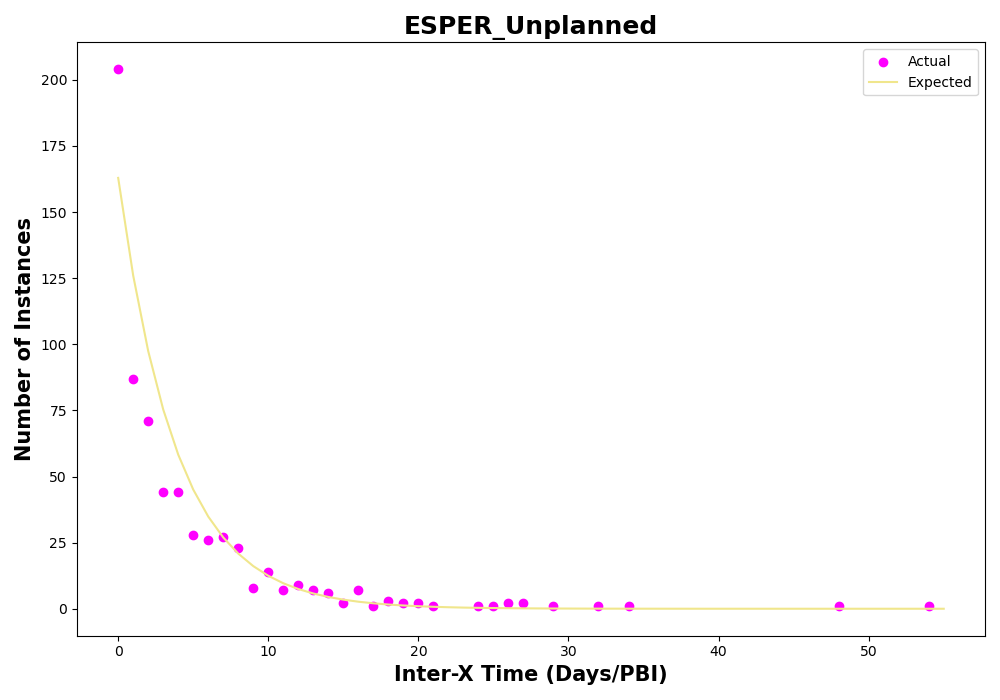 ESPER_Unplanned
Actual
Expected
Number of Instances
200
175
150
125
100
75
50
25
0
0 10 20 30 40 50
Inter-X Time (Days/PBI)